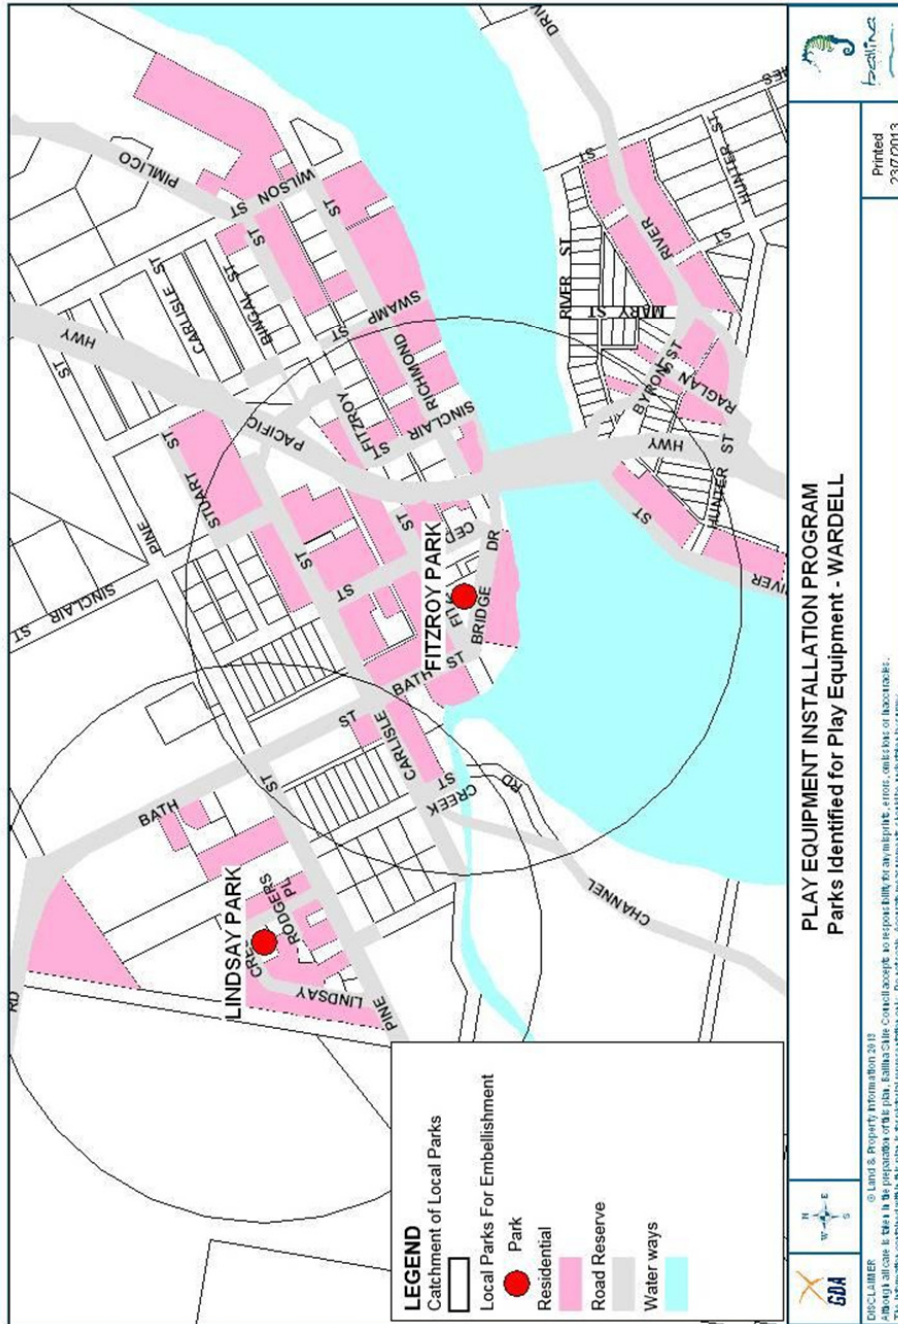 LINDSAY PARK
FITZROY PARK
RD
BATH
ST
ST
PINE
SINCLAIR
ST
PINE
ST
HWY
PIMLICO
ST
CARLISLE ST
BINGAL ST
WILSON
ST
ST
SWAMP
ST
RICHMOND
FITZROY
ST
SINCLAIR
PACIFIC
STUART
ST
ST
ST
ST
BRIDGE
DR
BATH
ST
CARLISLE
ST
CREEK
RD
CHANNEL
RODGERS
PL
LINDSAY
PINE
RIVER ST
MARY ST
BYRON ST
RAGLAN
HWY
HUNTER ST
ST
RIVER
ST
ST
HUNTER ST
LEGEND
Catchment of Local Parks
Local Parks For Embellishment
Park
Residential
Road Reserve
Water ways
GDA
N
W E
S
PLAY EQUIPMENT INSTALLATION PROGRAM
Parks Identified for Play Equipment - WARDELL
ballina
Printed
23/7/2013
DISCLAIMER © Land & Property Information 2013